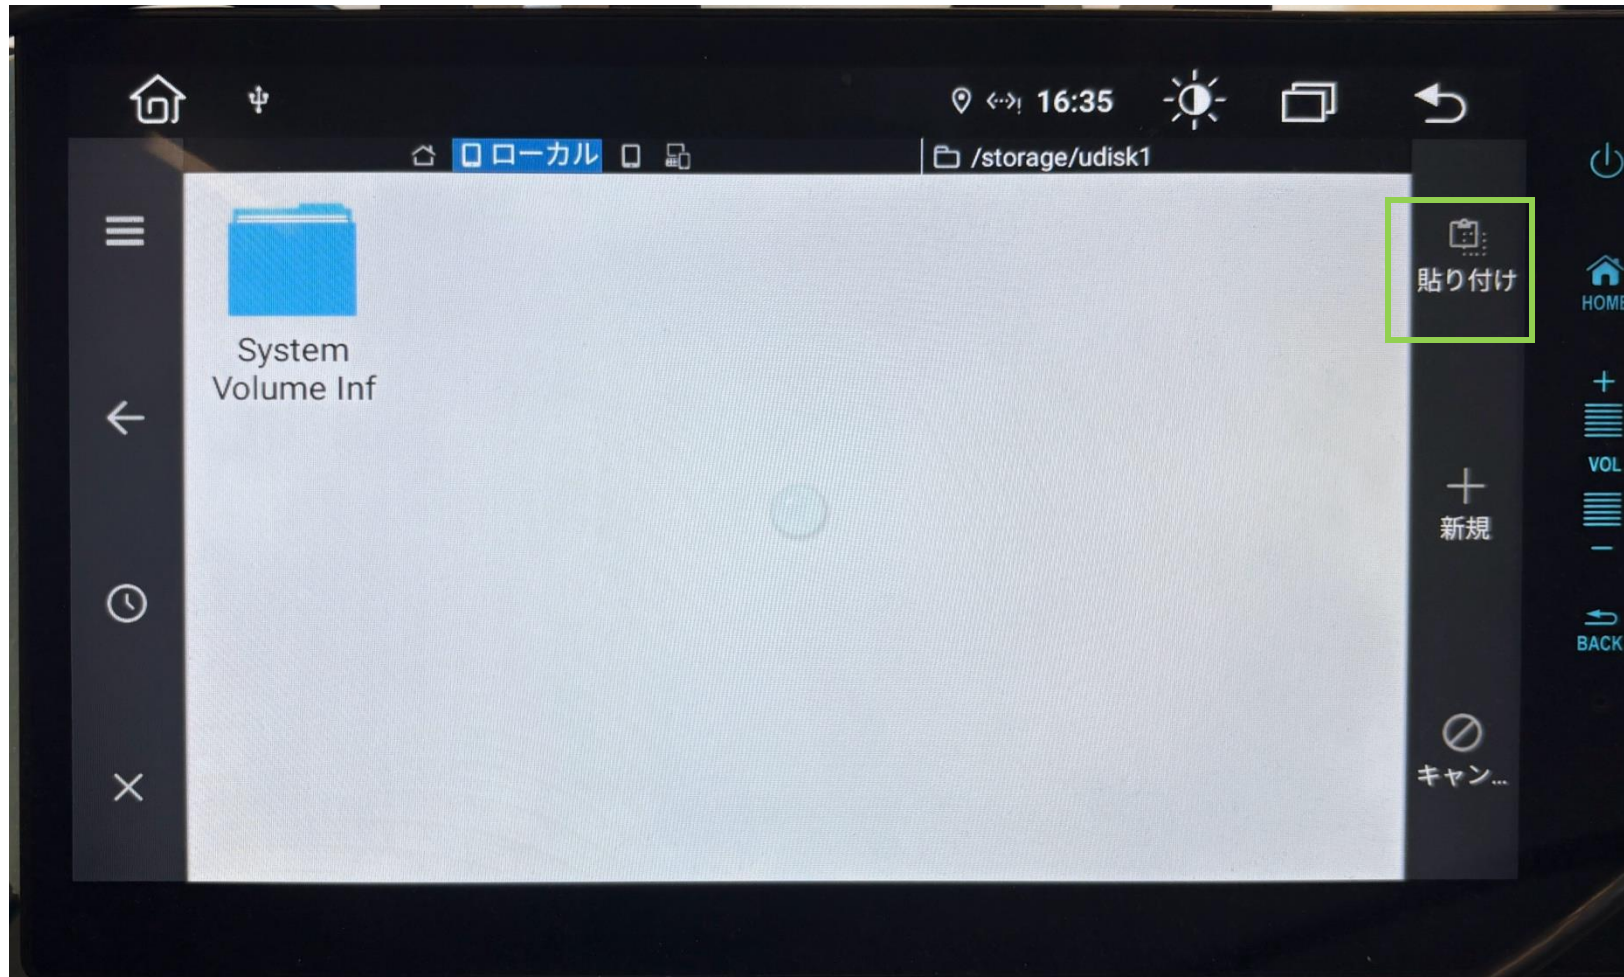 16:35
ローカル
/storage/udisk1
貼り付け
System
Volume Inf
新規
キャン...
HOME
VOL
BACK